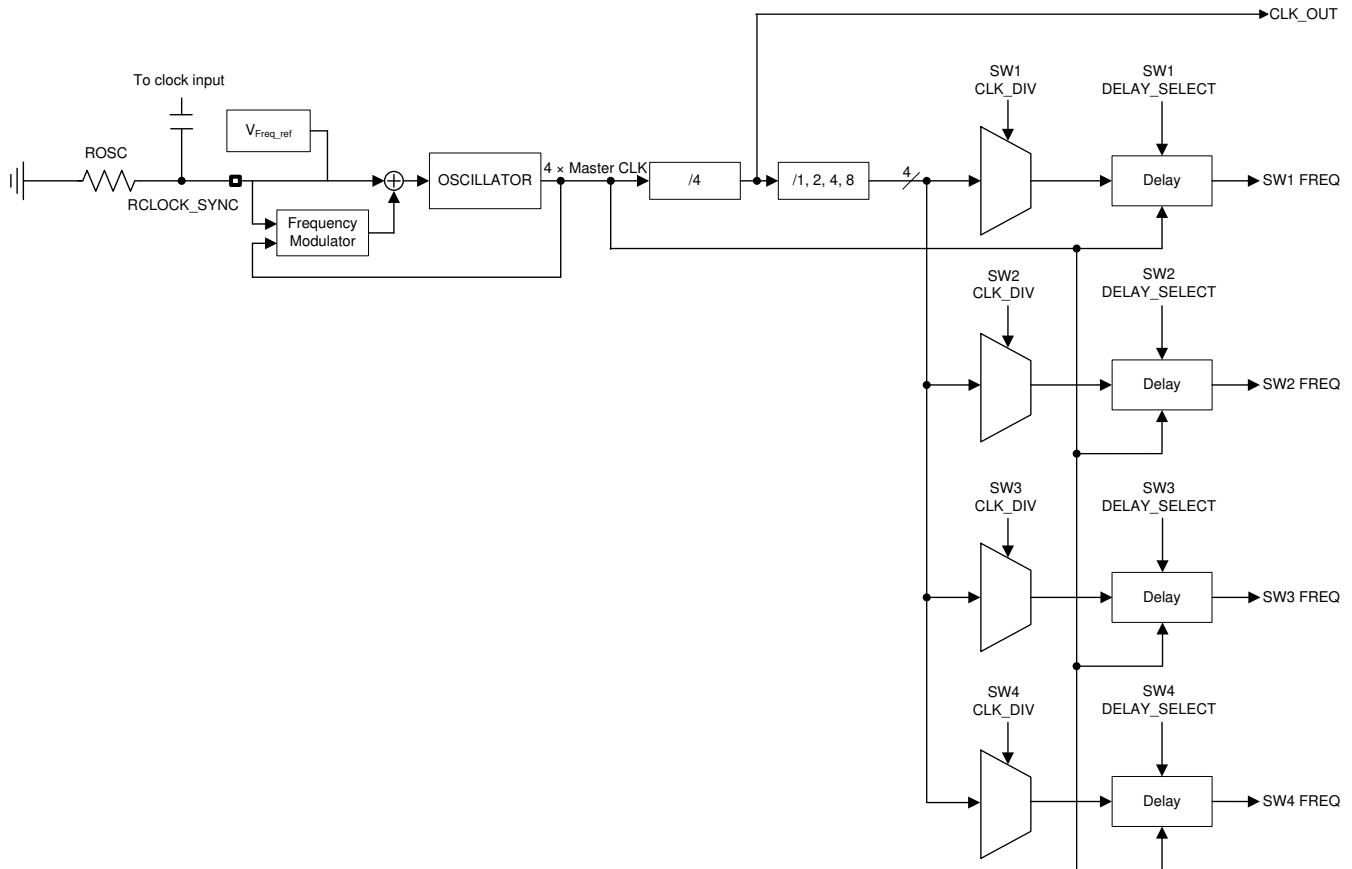 CLK_OUT
To clock input
SW1
CLK_DIV
SW1
DELAY_SELECT
VFreq_ref
ROSC
OSCILLATOR
4 × Master CLK
/4
/1, 2, 4, 8
4
Delay
SW1 FREQ
RCLOCK_SYNC
Frequency
Modulator
SW2
CLK_DIV
SW2
DELAY_SELECT
Delay
SW2 FREQ
SW3
CLK_DIV
SW3
DELAY_SELECT
Delay
SW3 FREQ
SW4
CLK_DIV
SW4
DELAY_SELECT
Delay
SW4 FREQ